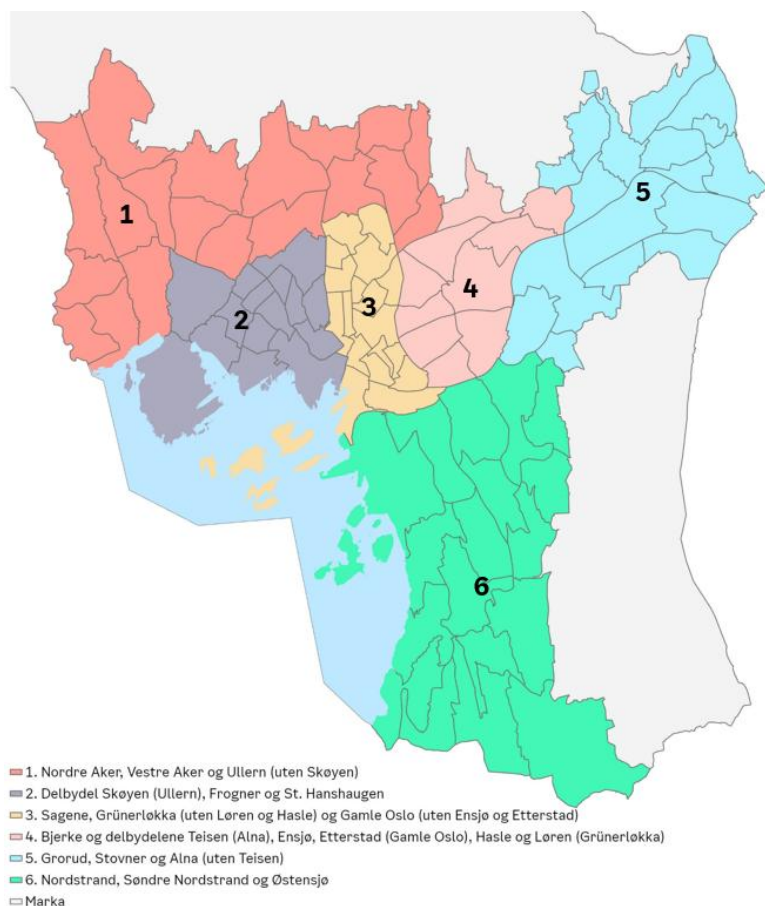 1
2
3
4
5
6
1. Nordre Aker, Vestre Aker og Ullern (uten Skøyen)
2. Delbydel Skøyen (Ullern), Frogner og St. Hanshaugen
3. Sagene, Grünerløkka (uten Løren og Hasle) og Gamle Oslo (uten Ensjø og Etterstad)
4. Bjerke og delbydelene Teisen (Alna), Ensjø, Etterstad (Gamle Oslo), Hasle og Løren (Grünerløkka)
5. Grorud, Stovner og Alna (uten Teisen)
6. Nordstrand, Søndre Nordstrand og Østensjø
Marka